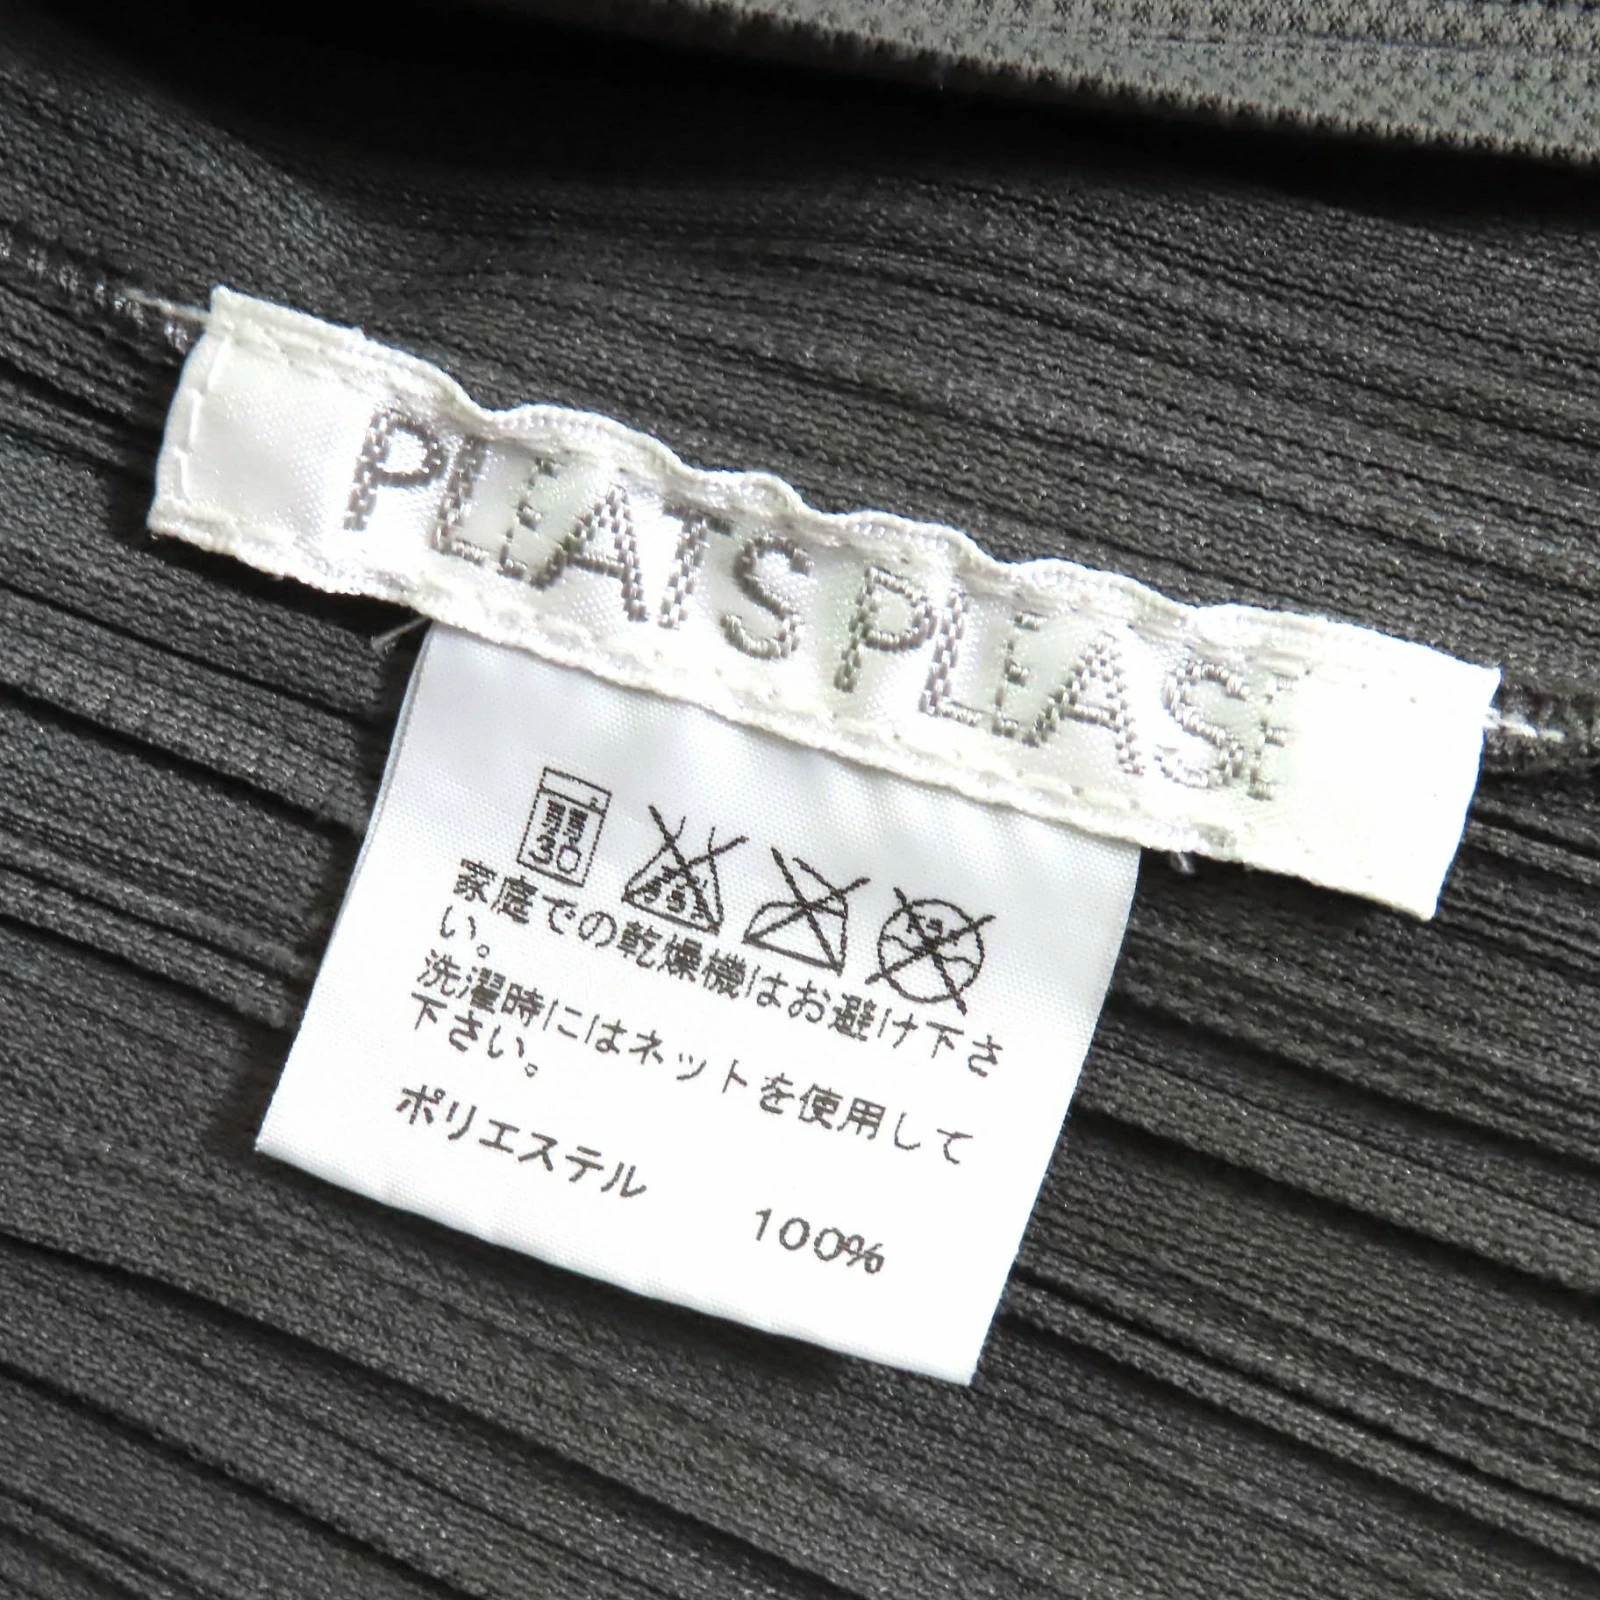 PLEATS PLEASE
30
家庭での乾燥機はお避け下さ
い。
洗濯時にはネットを使用して
下さい。
ポリエステル 100%